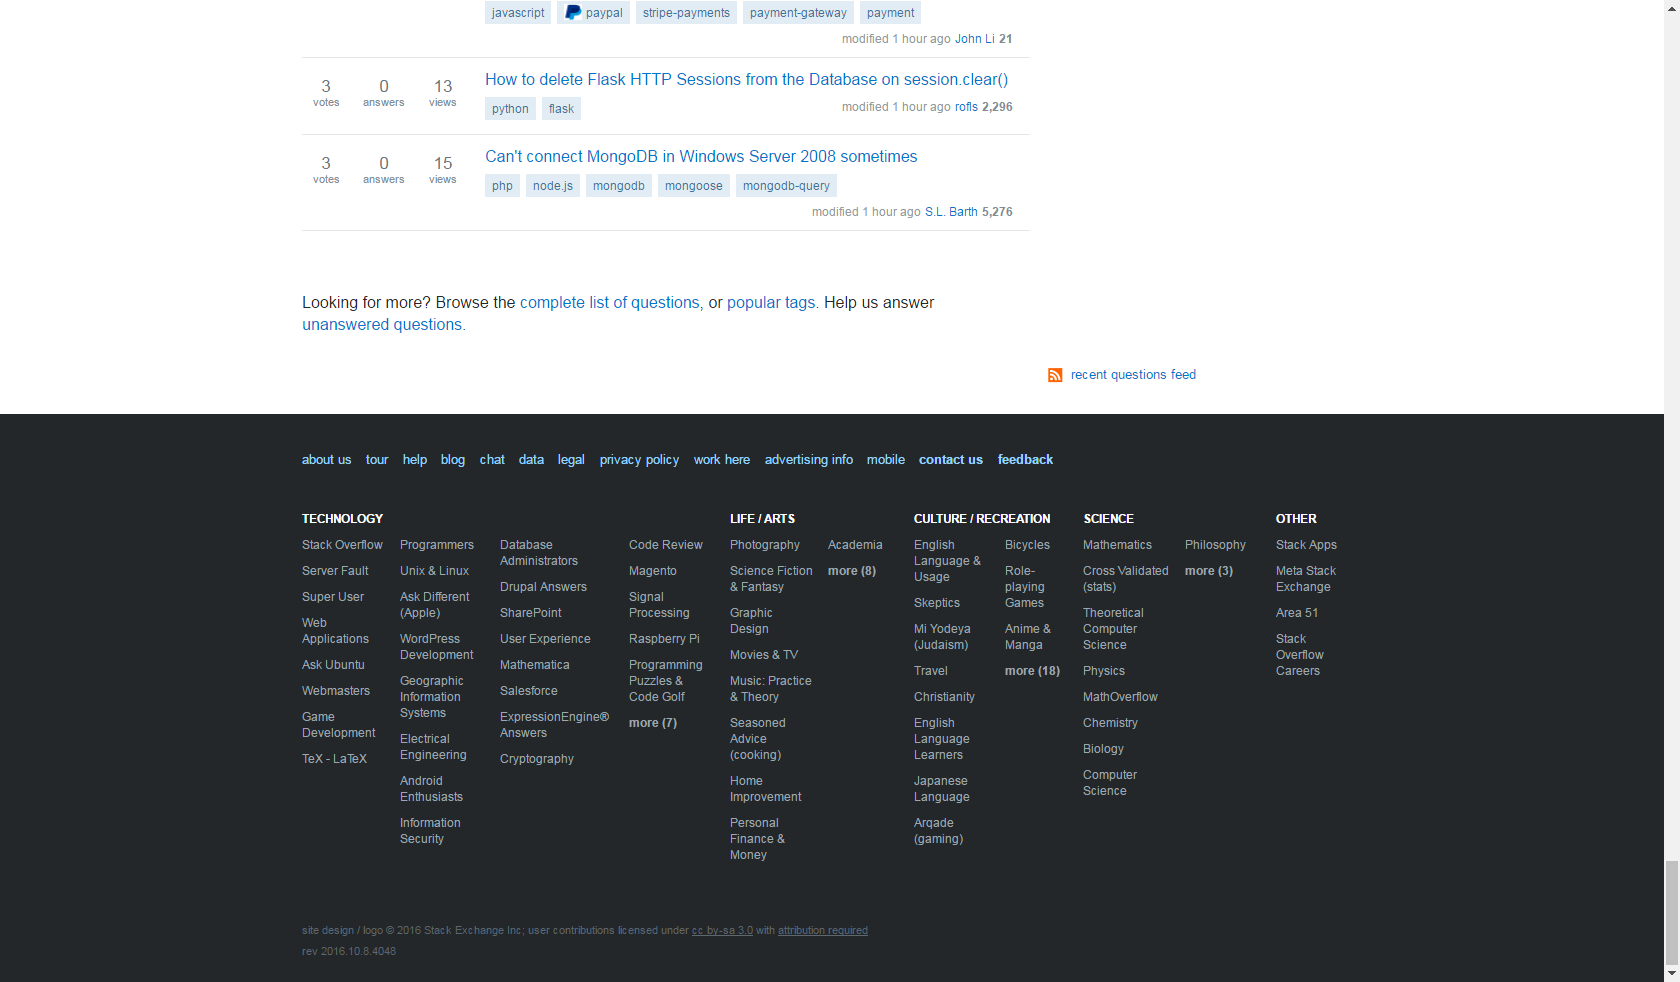 javascript paypal stripe-payments payment-gateway payment
modified 1 hour ago John Li 21
3 votes 0 answers 13 views
How to delete Flask HTTP Sessions from the Database on session.clear()
python flask
modified 1 hour ago rofls 2,296
3 votes 0 answers 15 views
Can't connect MongoDB in Windows Server 2008 sometimes
php node.js mongodb mongoose mongodb-query
modified 1 hour ago S.L. Barth 5,276
Looking for more? Browse the complete list of questions, or popular tags. Help us answer
unanswered questions.
recent questions feed
about us tour help blog chat data legal privacy policy work here advertising info mobile contact us feedback
TECHNOLOGY
Stack Overflow
Server Fault
Super User
Web
Applications
Ask Ubuntu
Webmasters
Game
Development
TeX - LaTeX
Programmers
Unix & Linux
Ask Different
(Apple)
WordPress
Development
Geographic
Information
Systems
Electrical
Engineering
Android
Enthusiasts
Information
Security
Database
Administrators
Drupal Answers
SharePoint
User Experience
Mathematica
Salesforce
ExpressionEngine®
Answers
Cryptography
Code Review
Magento
Signal
Processing
Raspberry Pi
Programming
Puzzles &
Code Golf
more (7)
LIFE / ARTS
Photography
Science Fiction
& Fantasy
Graphic
Design
Movies & TV
Music: Practice
& Theory
Seasoned
Advice
(cooking)
Home
Improvement
Personal
Finance &
Money
Academia
more (8)
CULTURE / RECREATION
English
Language &
Usage
Skeptics
Mi Yodeya
(Judaism)
Travel
Christianity
English
Language
Learners
Japanese
Language
Arqade
(gaming)
Bicycles
Role-
playing
Games
Anime &
Manga
more (18)
SCIENCE
Mathematics
Cross Validated
(stats)
Theoretical
Computer
Science
Physics
MathOverflow
Chemistry
Biology
Computer
Science
Philosophy
more (3)
OTHER
Stack Apps
Meta Stack
Exchange
Area 51
Stack
Overflow
Careers
site design / logo © 2016 Stack Exchange Inc; user contributions licensed under cc by-sa 3.0 with attribution required
rev 2016.10.8.4048